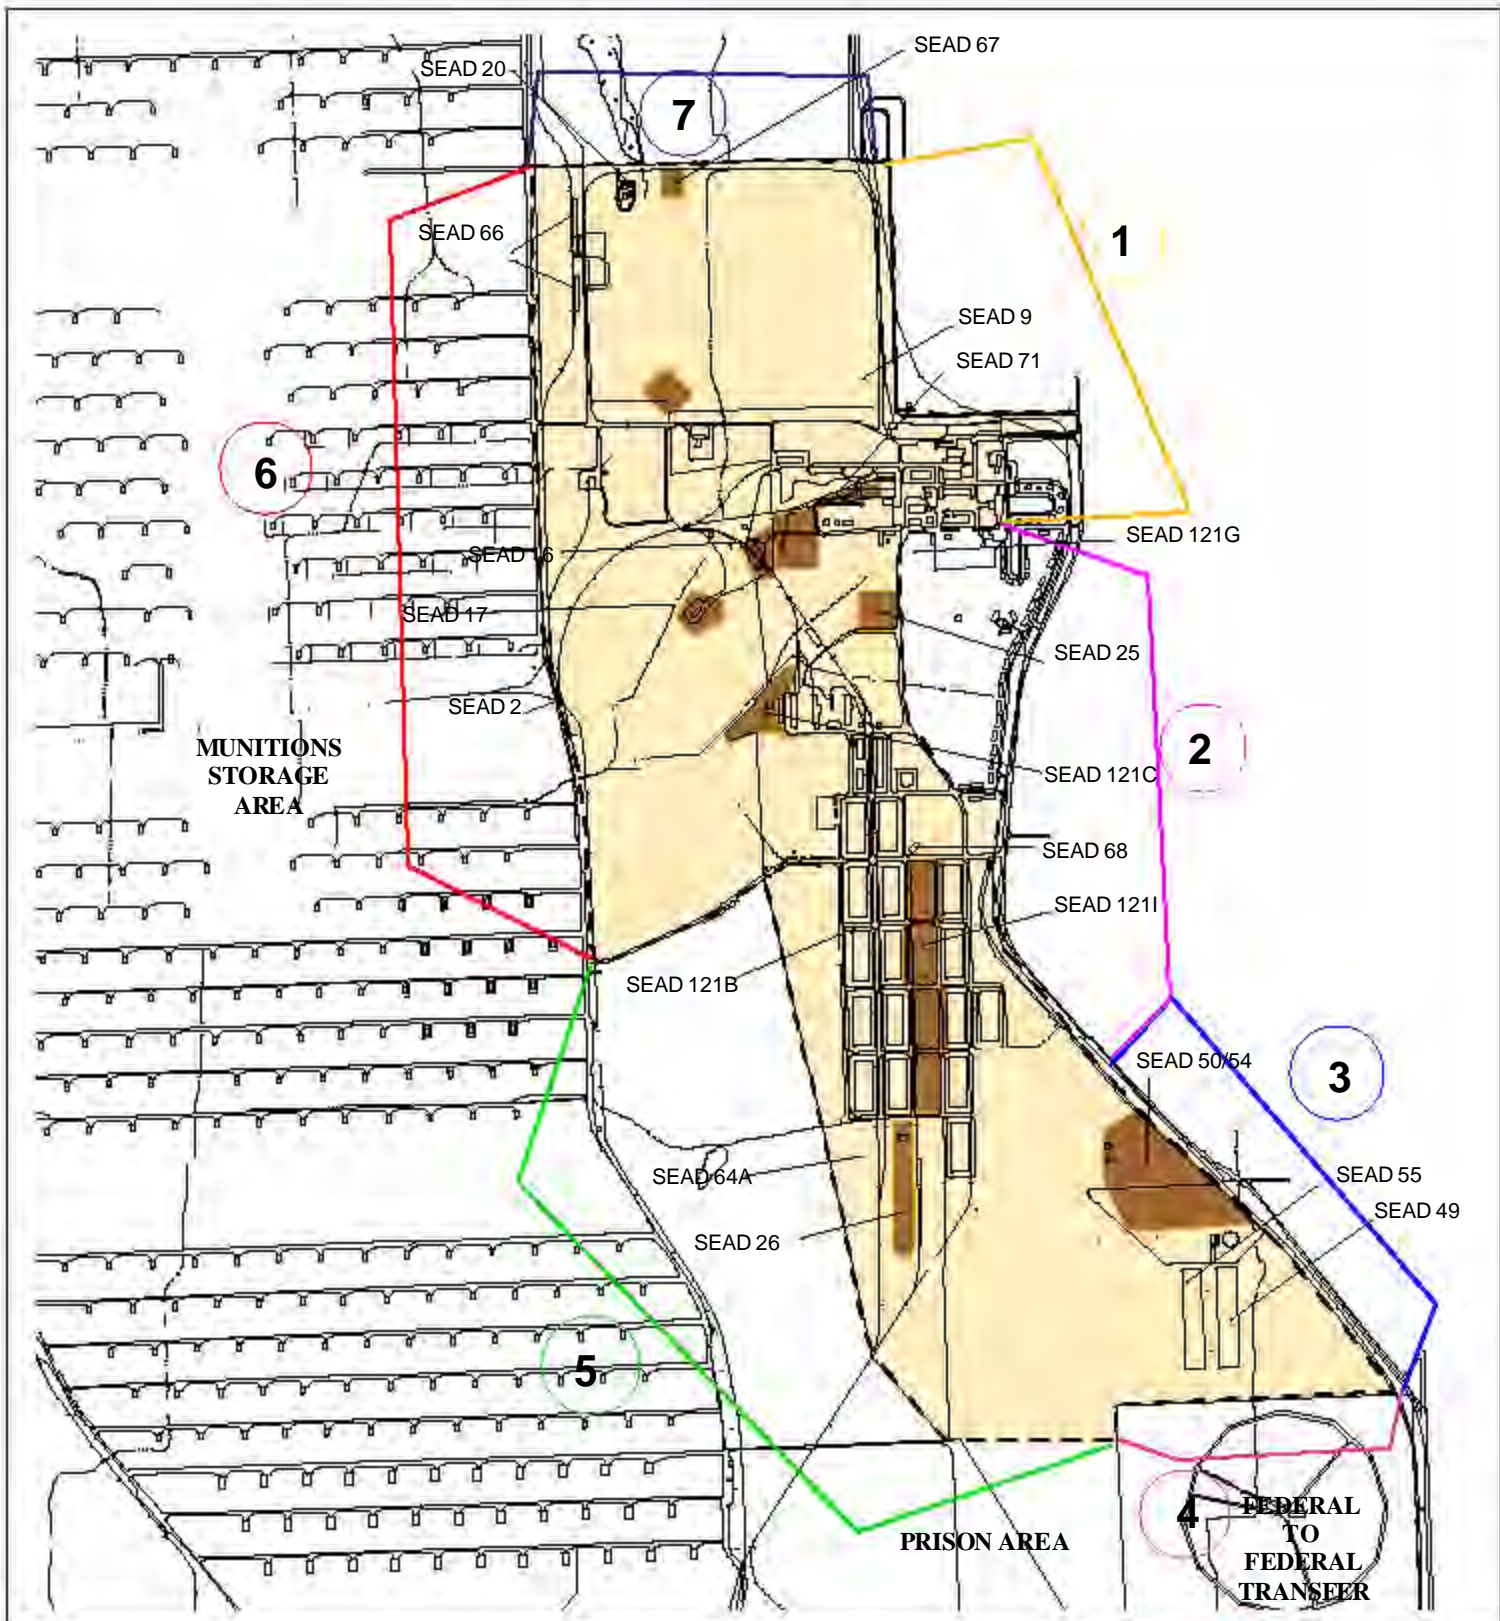 SEAD 67
SEAD 20
7
1
SEAD 66
SEAD 9
SEAD 71
6
SEAD 121G
SEAD 6
SEAD 17
SEAD 25
SEAD 2
2
MUNITIONS
STORAGE
AREA
SEAD 121C
SEAD 68
SEAD 121I
SEAD 121B
SEAD 50/54
3
SEAD 64A
SEAD 55
SEAD 49
SEAD 26
5
4
FEDERAL
TO
FEDERAL
TRANSFER
PRISON AREA